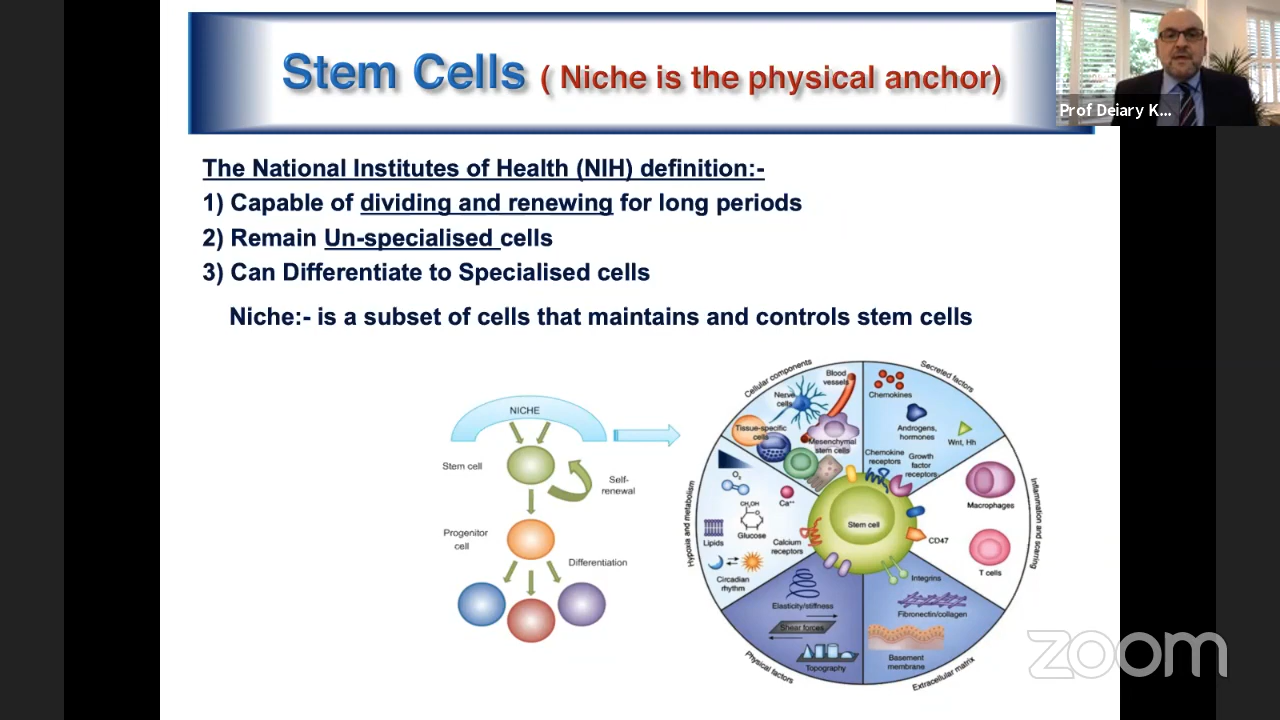 Stem Cells ( Niche is the physical anchor)
Prof Deiary K...
The National Institutes of Health (NIH) definition:-
1) Capable of dividing and renewing for long periods
2) Remain Un-specialised cells
3) Can Differentiate to Specialised cells
Niche:- is a subset of cells that maintains and controls stem cells
NICHE
Stem cell
Self-
renewal
Progenitor
cell
Differentiation
Cellular components
Blood
vessels
Nerve
cells
Tissue-specific
cells
Mesenchymal
stem cells
Secreted factors
Chemokines
Androgens,
hormones
Wnt, Hh
Chemokine
receptors
Growth
factor
receptors
Inflammation and scarring
Macrophages
CD47
T cells
Stem cell
Hypoxia and metabolism
O2
Ca++
CH2OH
Glucose
Lipids
Calcium
receptors
Circadian
rhythm
Physical factors
Elasticity/stiffness
Shear forces
Topography
Extracellular matrix
Integrins
Fibronectin/collagen
Basement
membrane
zoom